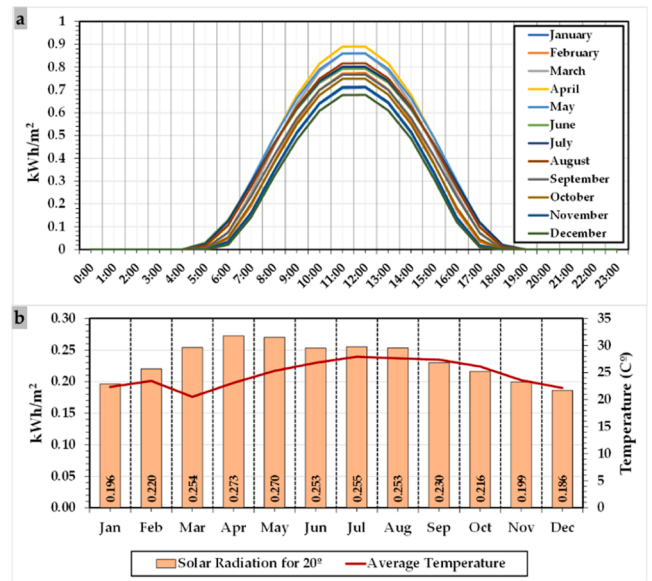 a
1
0.9
0.8
0.7
0.6
0.5
0.4
0.3
0.2
0.1
0
kWh/m²
January
February
March
April
May
June
July
August
September
October
November
December
0:00 1:00 2:00 3:00 4:00 5:00 6:00 7:00 8:00 9:00 10:00 11:00 12:00 13:00 14:00 15:00 16:00 17:00 18:00 19:00 20:00 21:00 22:00 23:00
b
0.30
0.25
0.20
0.15
0.10
0.05
0.00
kWh/m²
0.196 0.220 0.254 0.273 0.270 0.253 0.255 0.253 0.230 0.216 0.199 0.186
35
30
25
20
15
10
5
0
Temperature (Cº)
Jan Feb Mar Apr May Jun Jul Aug Sep Oct Nov Dec
Solar Radiation for 20º Average Temperature